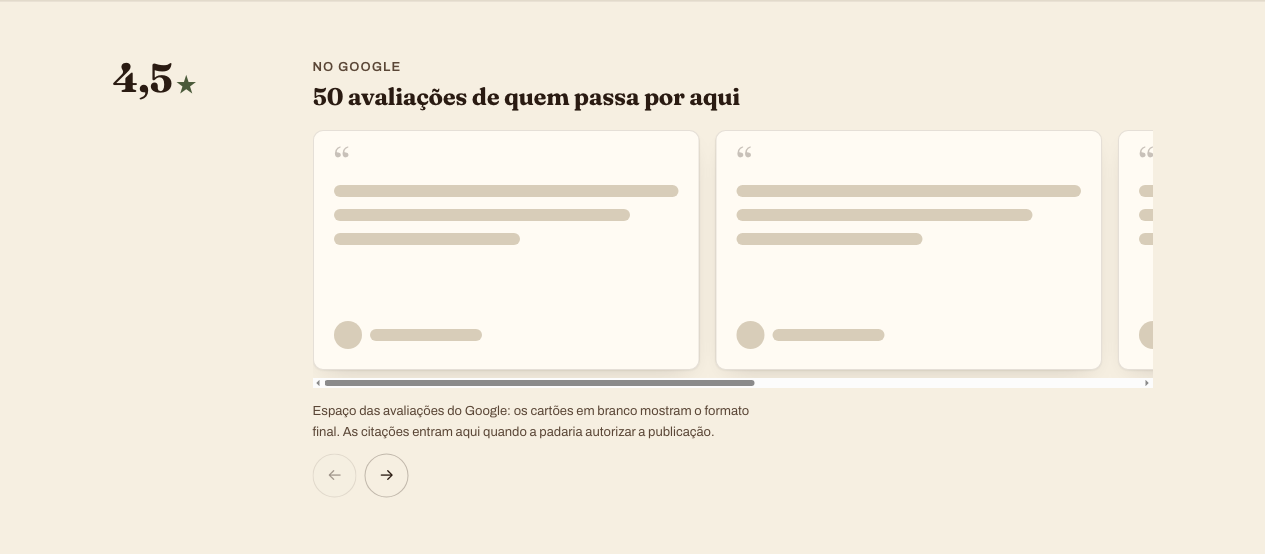 4,5★
NO GOOGLE
50 avaliações de quem passa por aqui
“ “ “
Espaço das avaliações do Google: os cartões em branco mostram o formato
final. As citações entram aqui quando a padaria autorizar a publicação.